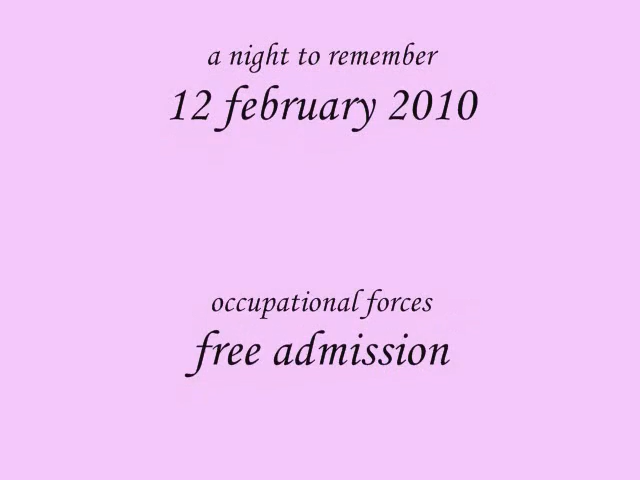 a night to remember
12 february 2010
occupational forces
free admission